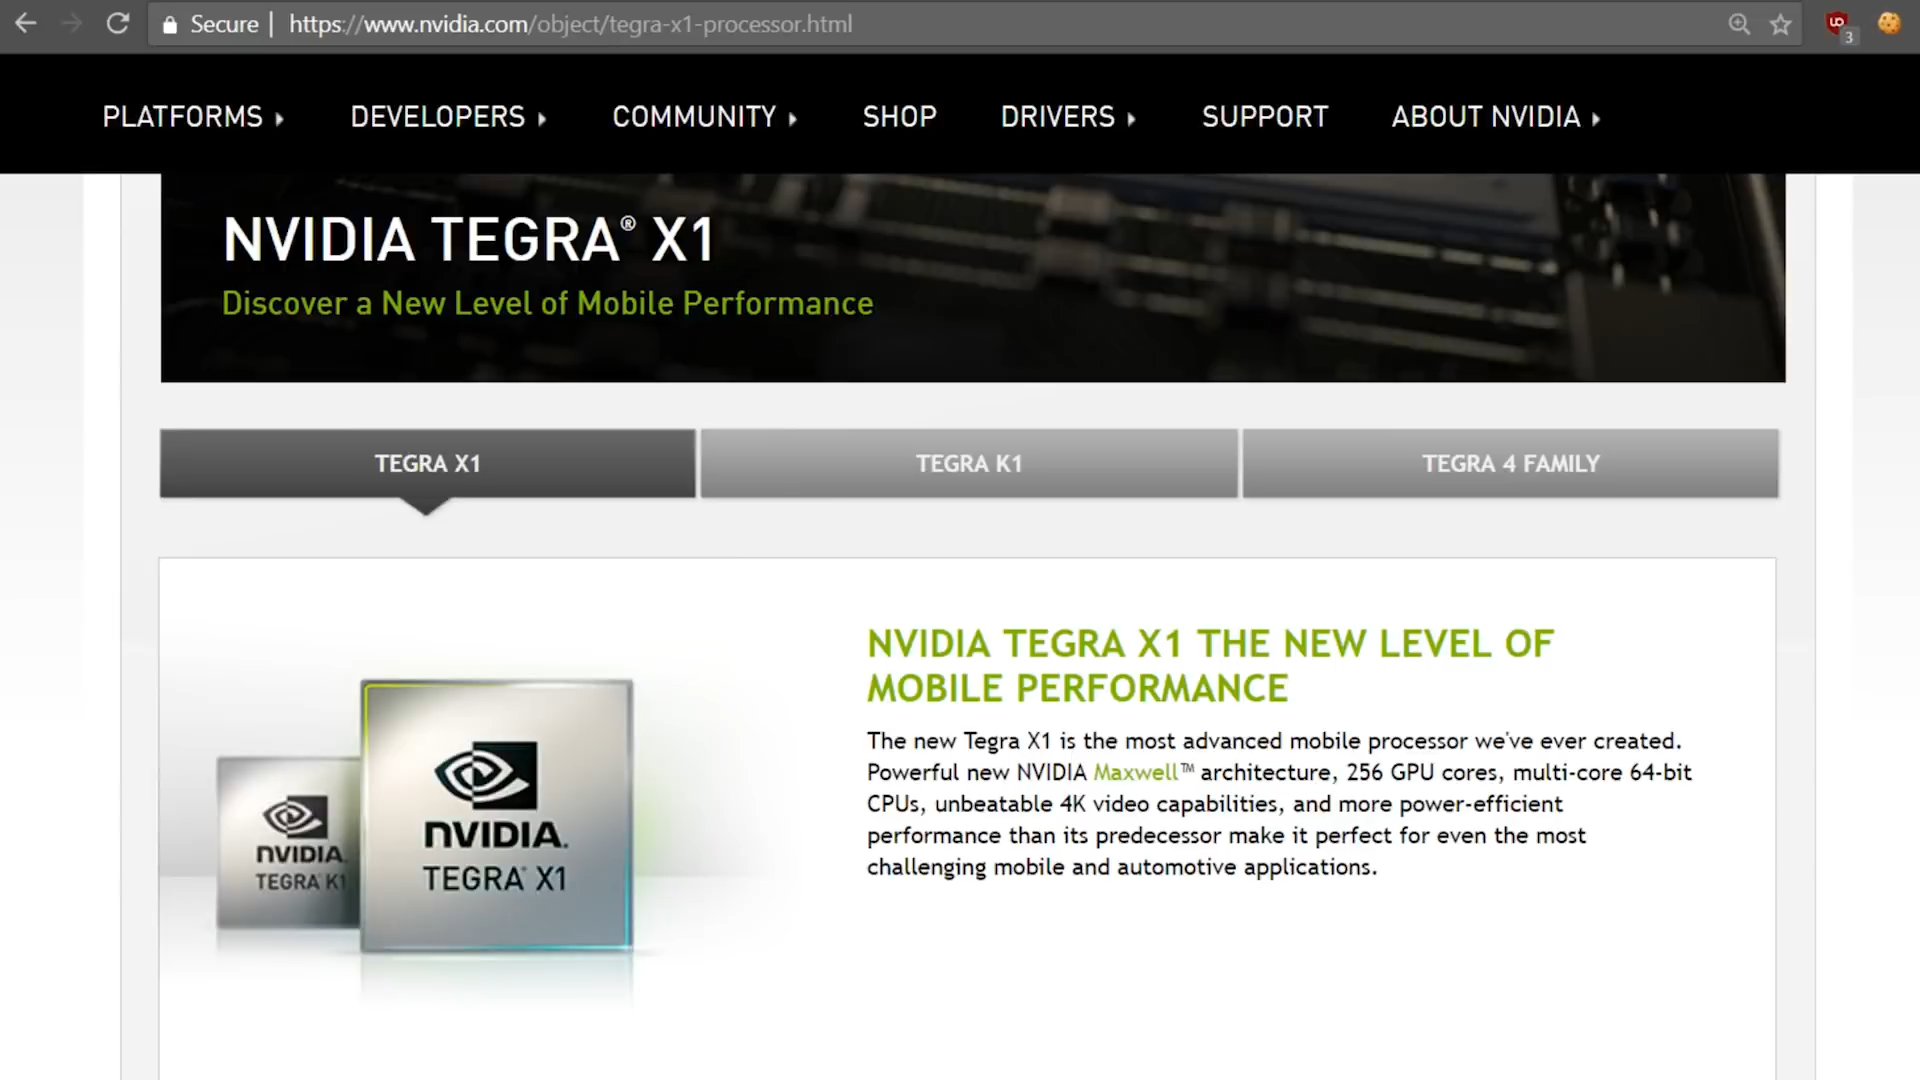 Secure | https://www.nvidia.com/object/tegra-x1-processor.html
3
PLATFORMS DEVELOPERS COMMUNITY SHOP DRIVERS SUPPORT ABOUT NVIDIA
NVIDIA TEGRA® X1
Discover a New Level of Mobile Performance
TEGRA X1 TEGRA K1 TEGRA 4 FAMILY
NVIDIA TEGRA X1 THE NEW LEVEL OF
MOBILE PERFORMANCE
The new Tegra X1 is the most advanced mobile processor we've ever created.
Powerful new NVIDIA Maxwell™ architecture, 256 GPU cores, multi-core 64-bit
CPUs, unbeatable 4K video capabilities, and more power-efficient
performance than its predecessor make it perfect for even the most
challenging mobile and automotive applications.
NVIDIA.
TEGRA K1
NVIDIA.
TEGRA X1